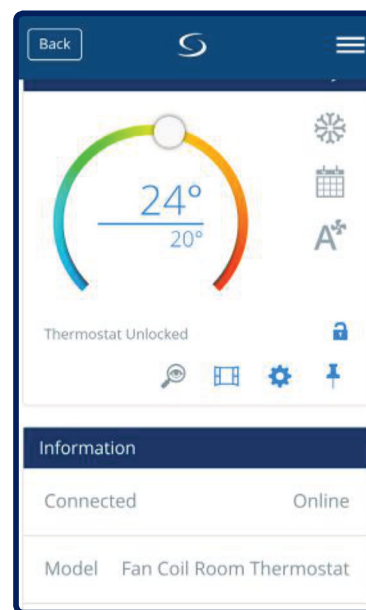 Back
24°
20°
A
Thermostat Unlocked
Information
Connected Online
Model Fan Coil Room Thermostat